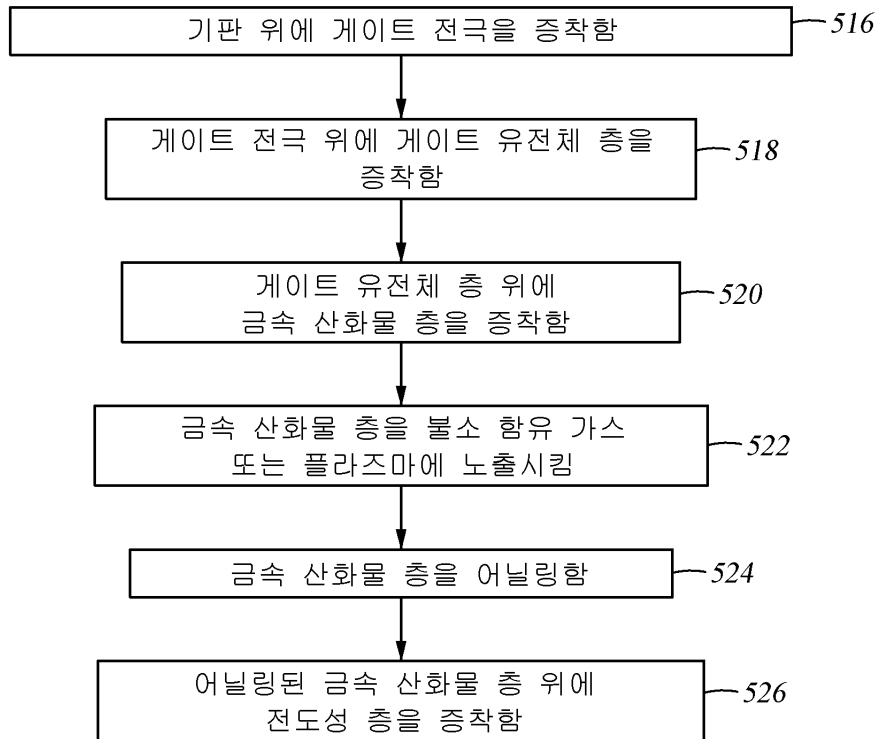 기판 위에 게이트 전극을 증착함
516
게이트 전극 위에 게이트 유전체 층을
증착함
518
게이트 유전체 층 위에
금속 산화물 층을 증착함
520
금속 산화물 층을 불소 함유 가스
또는 플라즈마에 노출시킴
522
금속 산화물 층을 어닐링함
524
어닐링된 금속 산화물 층 위에
전도성 층을 증착함
526